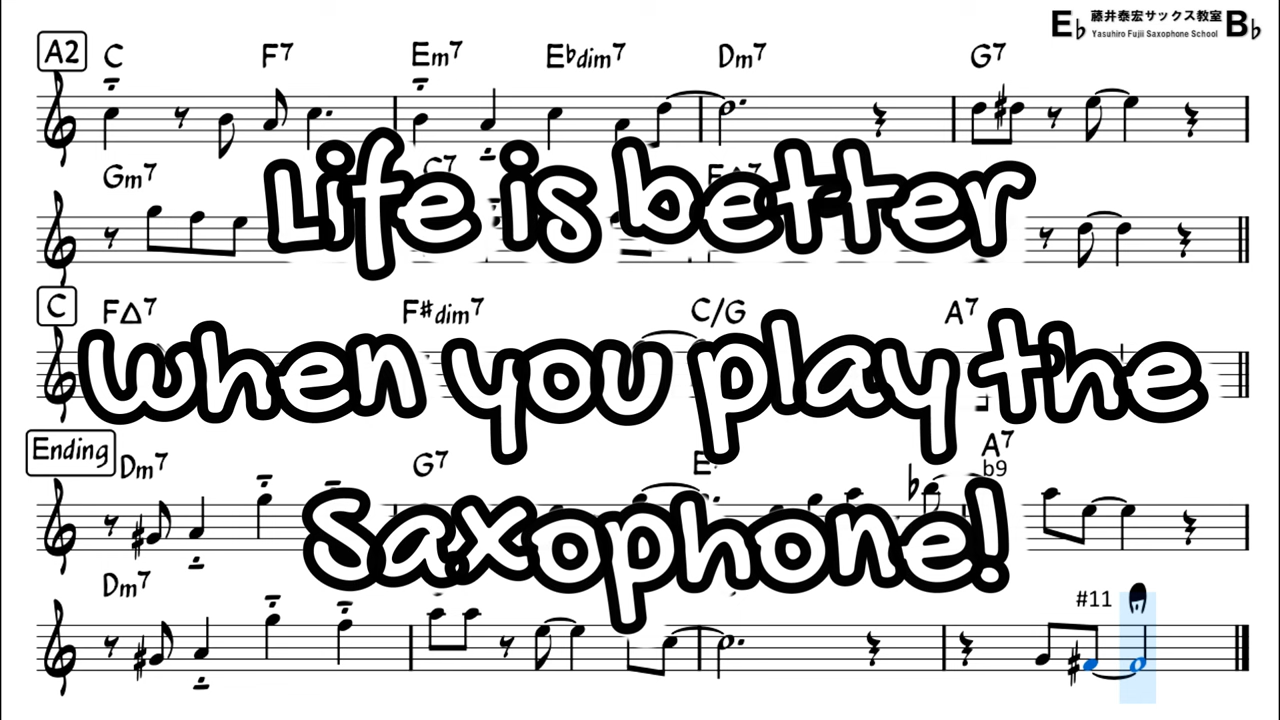 E♭ 藤井泰宏サックス教室 B♭
Yasuhiro Fujii Saxophone School
A2 C F7 Em7 E♭dim7 Dm7 G7
Gm7 C7
Life is better
C F△7 F♯dim7 C/G A7
when you play the
Ending Dm7 G7 A7
b9
Saxophone!
Dm7 #11